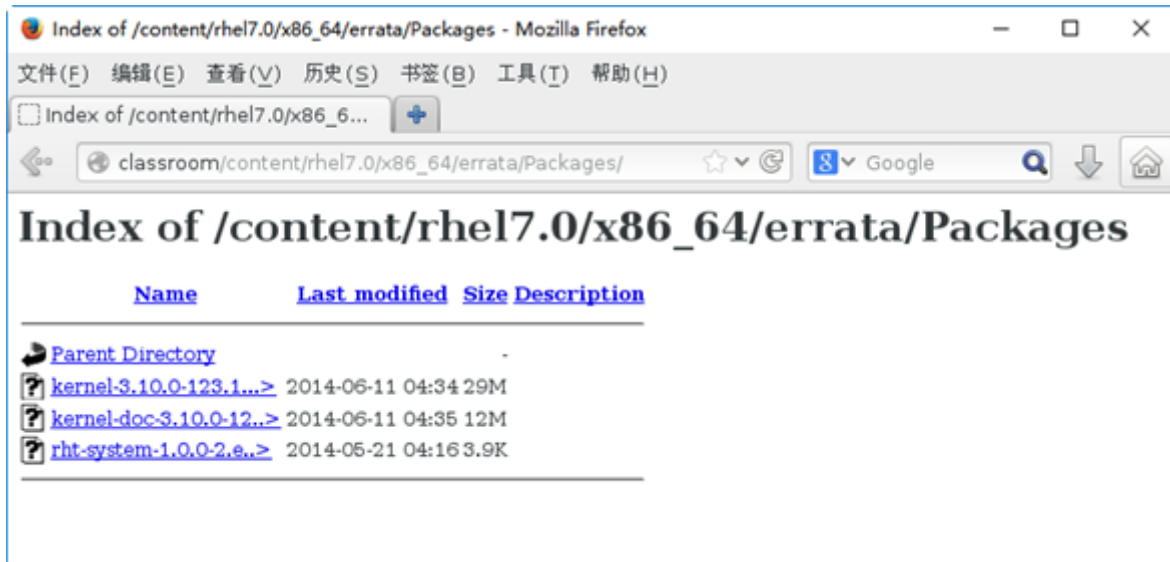 Index of /content/rhel7.0/x86_64/errata/Packages - Mozilla Firefox
文件(F) 编辑(E) 查看(V) 历史(S) 书签(B) 工具(T) 帮助(H)
Index of /content/rhel7.0/x86_6...
classroom/content/rhel7.0/x86_64/errata/Packages/ 8 Google
Index of /content/rhel7.0/x86_64/errata/Packages
Name Last modified Size Description
Parent Directory -
kernel-3.10.0-123.1...> 2014-06-11 04:34 29M
kernel-doc-3.10.0-12..> 2014-06-11 04:35 12M
rht-system-1.0.0-2.e..> 2014-05-21 04:16 3.9K